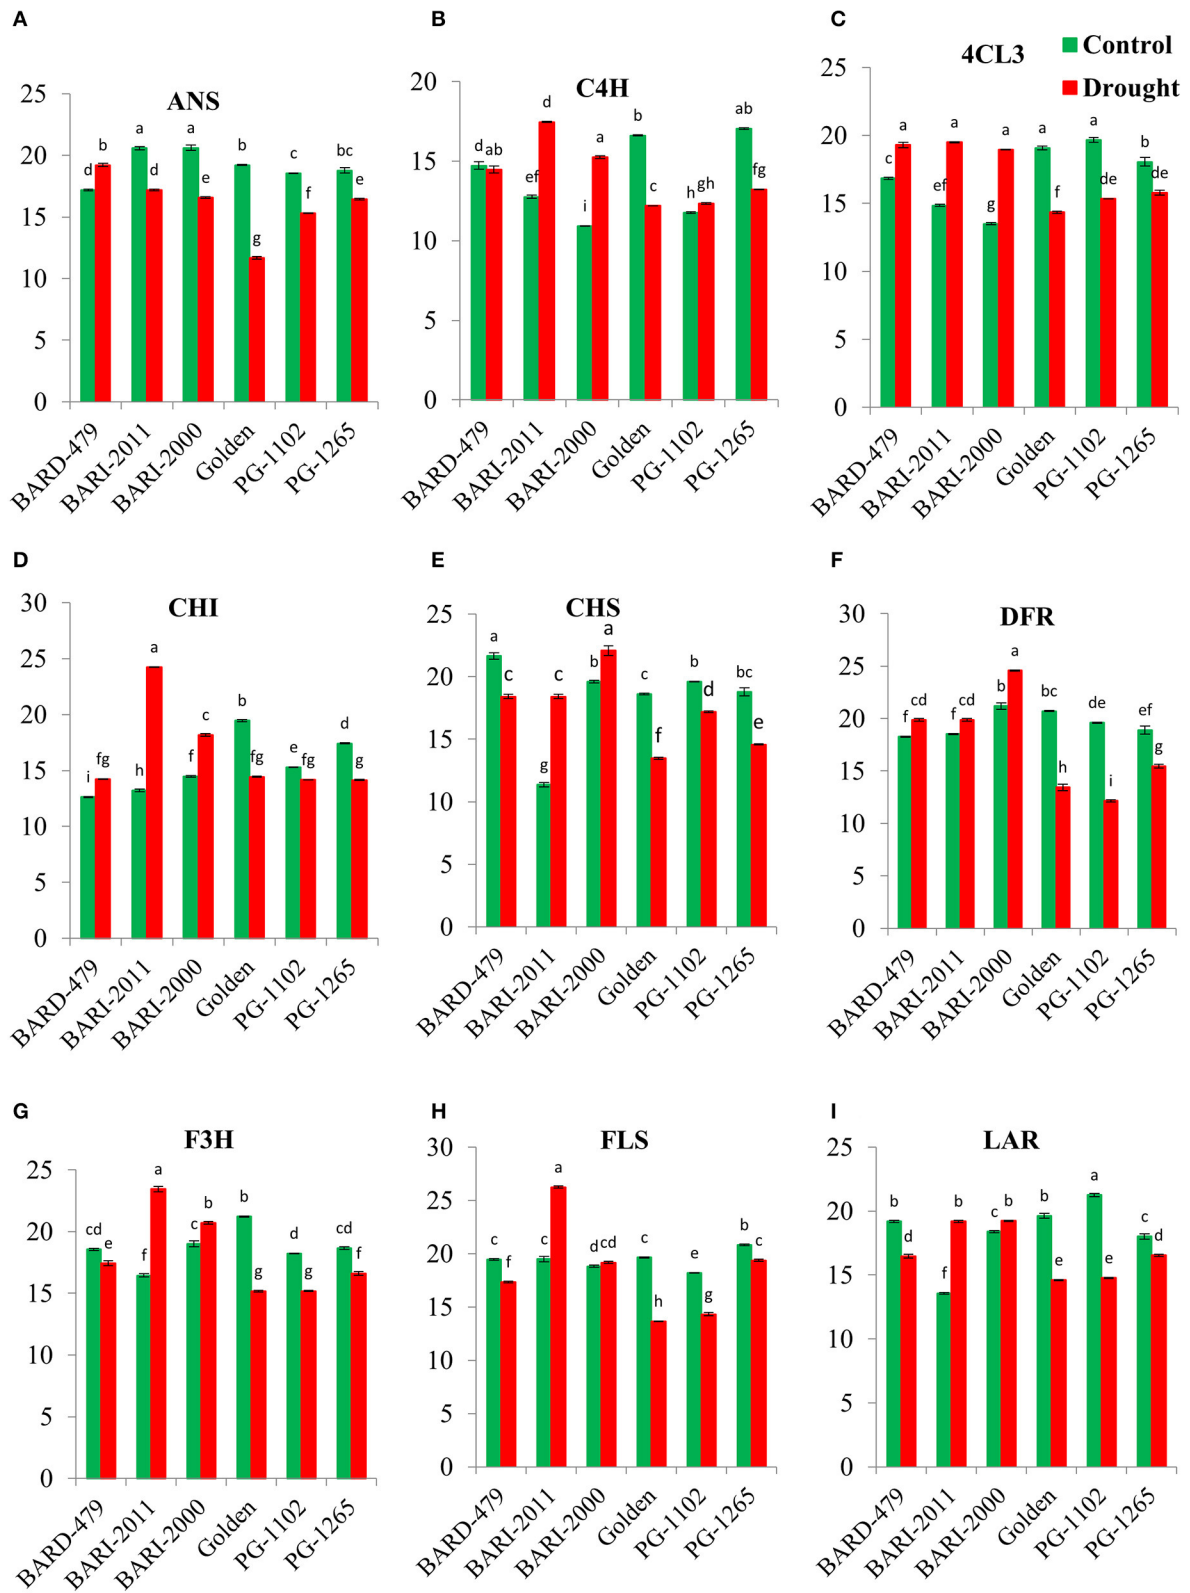 A
B
C
ANS
C4H
4CL3
Control
Drought
25
20
15
10
5
0
d b a d a e b g c f bc e
BARD-479
BARI-2011
BARI-2000
Golden
PG-1102
PG-1265
20
15
10
5
0
d ab ef d i a b c h gh ab fg
BARD-479
BARI-2011
BARI-2000
Golden
PG-1102
PG-1265
25
20
15
10
5
0
c a ef a g a a f a de b de
BARD-479
BARI-2011
BARI-2000
Golden
PG-1102
PG-1265
D
E
F
CHI
CHS
DFR
30
25
20
15
10
5
0
i fg h a f c b fg e fg d g
BARD-479
BARI-2011
BARI-2000
Golden
PG-1102
PG-1265
25
20
15
10
5
0
a c g c b a c f b d bc e
BARD-479
BARI-2011
BARI-2000
Golden
PG-1102
PG-1265
30
25
20
15
10
5
0
f cd f cd b a bc h de i ef g
BARD-479
BARI-2011
BARI-2000
Golden
PG-1102
PG-1265
G
H
I
F3H
FLS
LAR
25
20
15
10
5
0
cd e f a c b b g d g cd f
BARD-479
BARI-2011
BARI-2000
Golden
PG-1102
PG-1265
30
25
20
15
10
5
0
c f c a d cd c h e g b c
BARD-479
BARI-2011
BARI-2000
Golden
PG-1102
PG-1265
25
20
15
10
5
0
b d f b c b b e a e c d
BARD-479
BARI-2011
BARI-2000
Golden
PG-1102
PG-1265